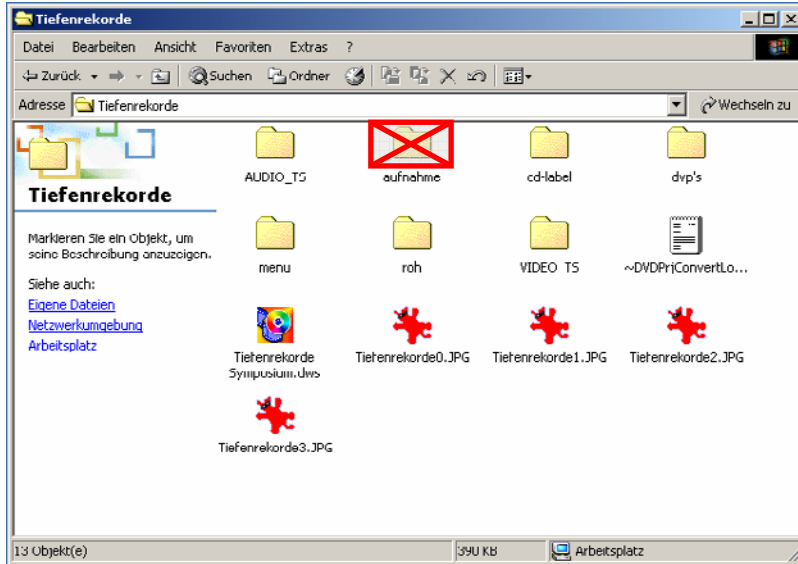 Tiefenrekorde
Datei Bearbeiten Ansicht Favoriten Extras ?
Zurück Suchen Ordner
Adresse Tiefenrekorde Wechseln zu
Tiefenrekorde
Markieren Sie ein Objekt, um
seine Beschreibung anzuzeigen.
Siehe auch:
Eigene Dateien
Netzwerkumgebung
Arbeitsplatz
AUDIO_TS aufnahme cd-label dvp's
menu roh VIDEO_TS ~DVDPrjConvertLo...
Tiefenrekorde Tiefenrekorde0.JPG Tiefenrekorde1.JPG Tiefenrekorde2.JPG
Symposium.dws
Tiefenrekorde3.JPG
13 Objekt(e) 390 KB Arbeitsplatz